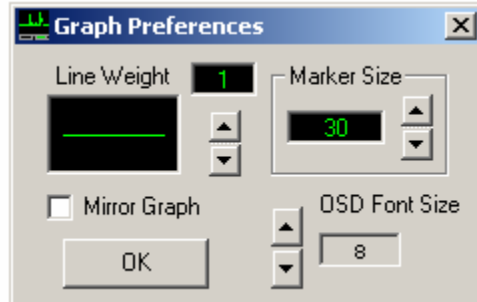 Graph Preferences
Line Weight 1 Marker Size
30
Mirror Graph OSD Font Size
OK 8